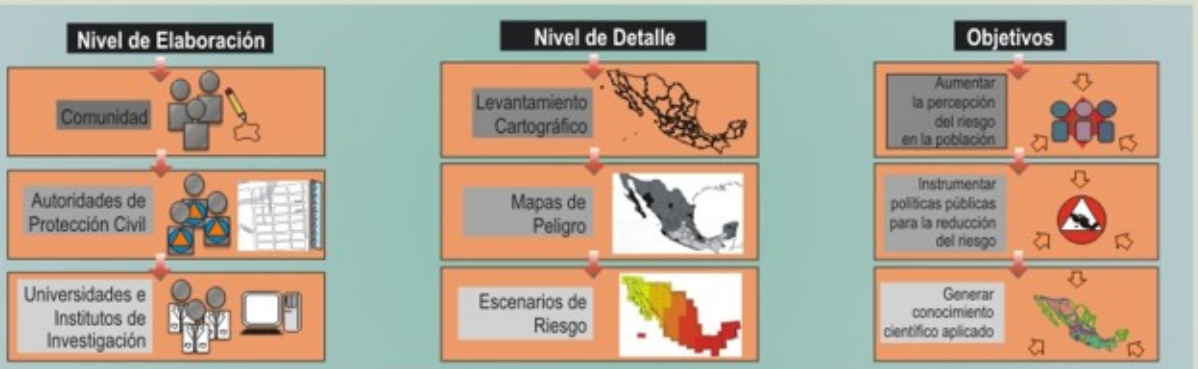 Nivel de Elaboración
Comunidad
Autoridades de
Protección Civil
Universidades e
Institutos de
Investigación
Nivel de Detalle
Levantamiento
Cartográfico
Mapas de
Peligro
Escenarios de
Riesgo
Objetivos
Aumentar
la percepción
del riesgo
en la población
Instrumentar
políticas públicas
para la reducción
del riesgo
Generar
conocimiento
científico aplicado